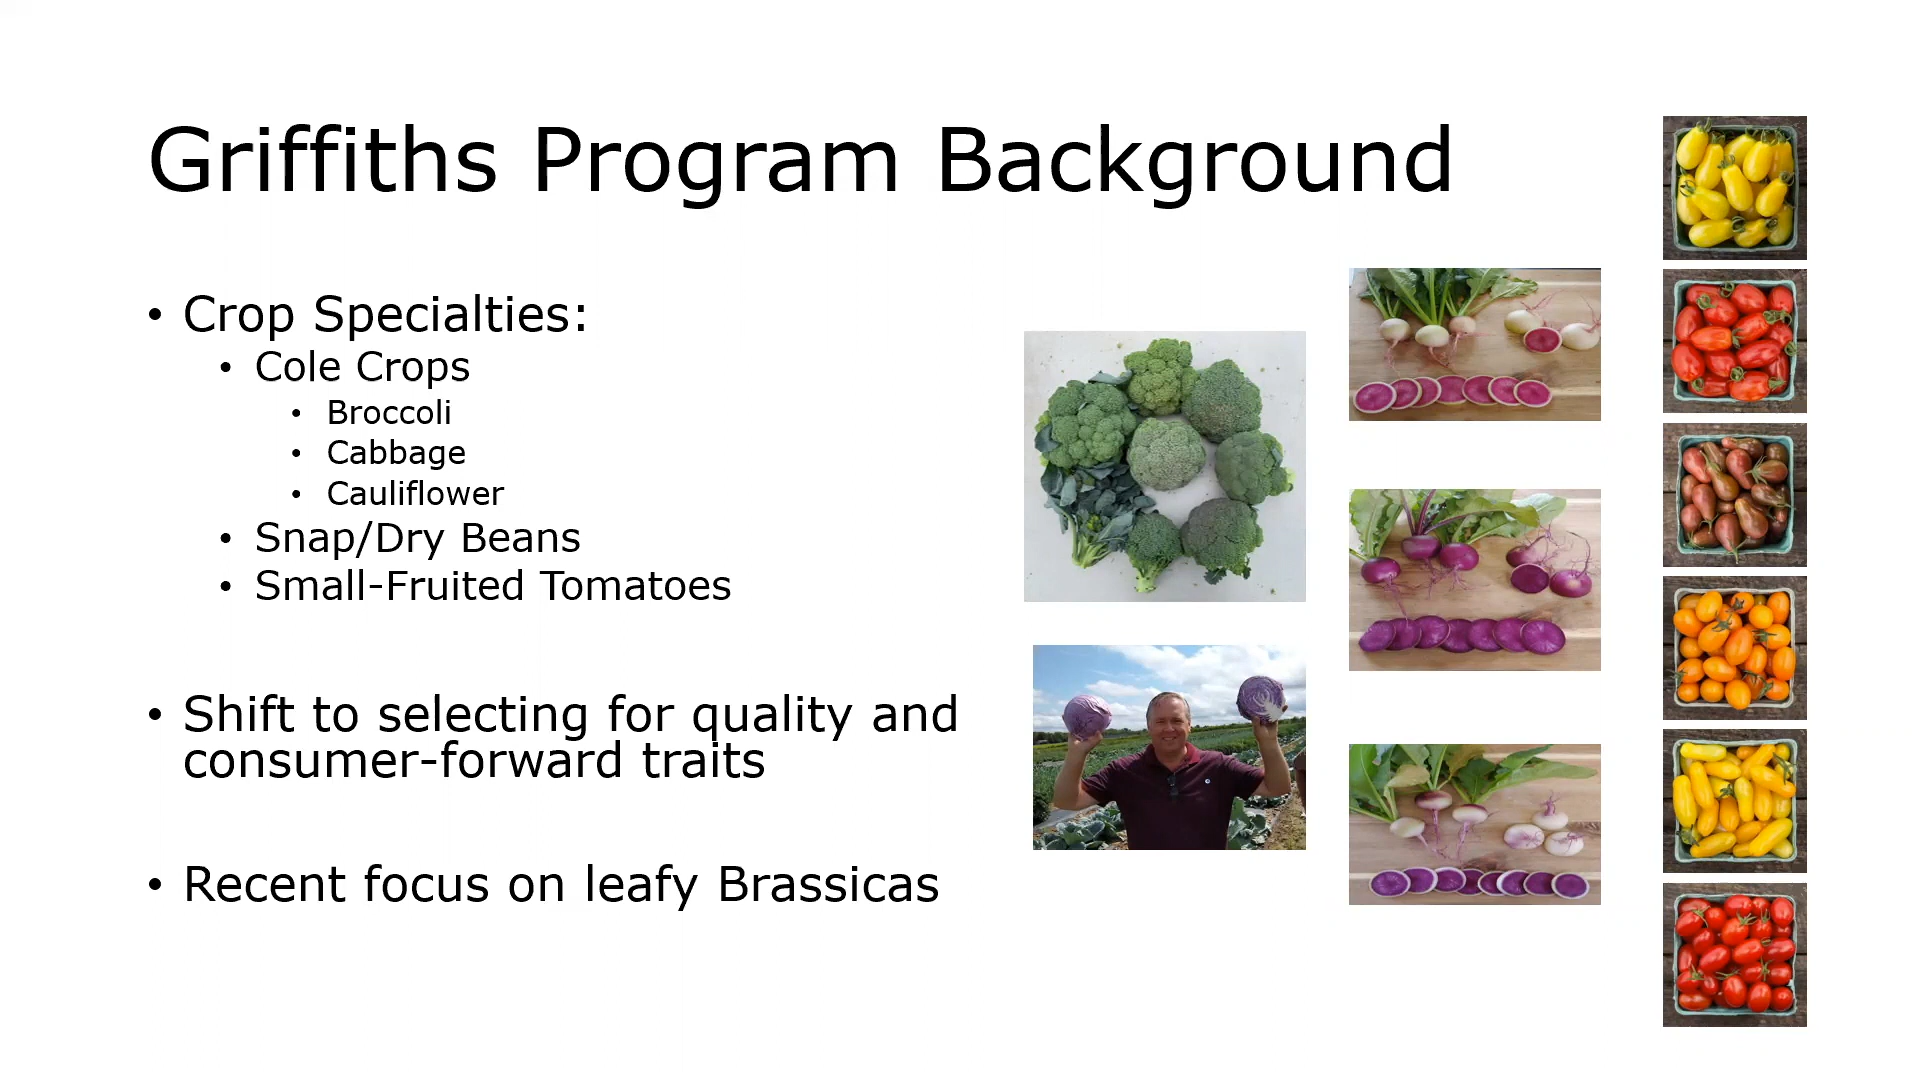 Griffiths Program Background
• Crop Specialties:
• Cole Crops
• Broccoli
• Cabbage
• Cauliflower
• Snap/Dry Beans
• Small-Fruited Tomatoes
• Shift to selecting for quality and
consumer-forward traits
• Recent focus on leafy Brassicas